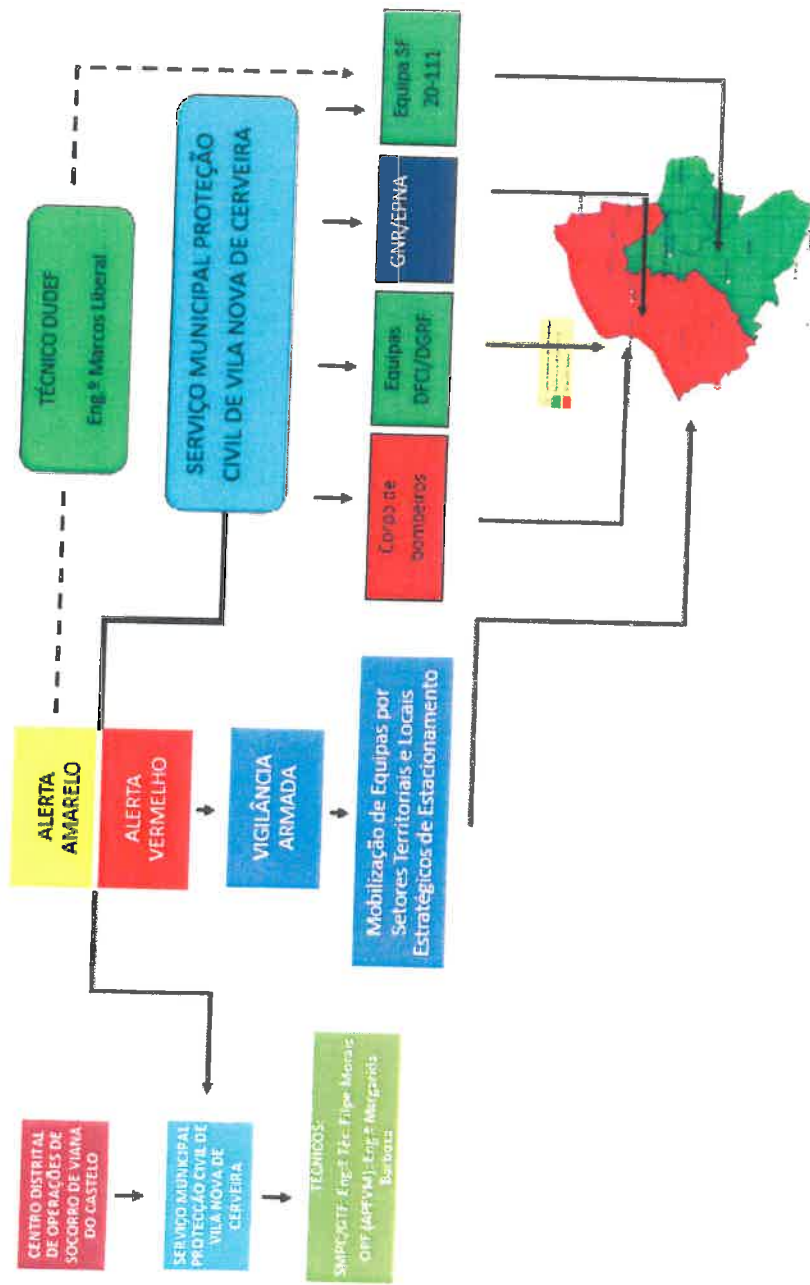 CENTRO DISTRITAL
DE OPERAÇÕES DE
SOCORRO DE VIANA
DO CASTELO
SERVIÇO MUNICIPAL
PROTECÇÃO CIVIL DE
VILA NOVA DE
CERVEIRA
TÉCNICOS:
SMPC/GTF: Eng.º Téc. Filipe Morais
OPF (APFVM): Eng.ª Margarida
Barbosa
ALERTA
AMARELO
ALERTA
VERMELHO
VIGILÂNCIA
ARMADA
Mobilização de Equipas por
Setores Territoriais e Locais
Estratégicos de Estacionamento
TÉCNICO DUDEF
Eng.º Marcos Liberal
SERVIÇO MUNICIPAL PROTEÇÃO
CIVIL DE VILA NOVA DE CERVEIRA
Corpo de
bombeiros
Equipas
DFCI/DGRF
GNR/EPNA
Equipa SF
20-111